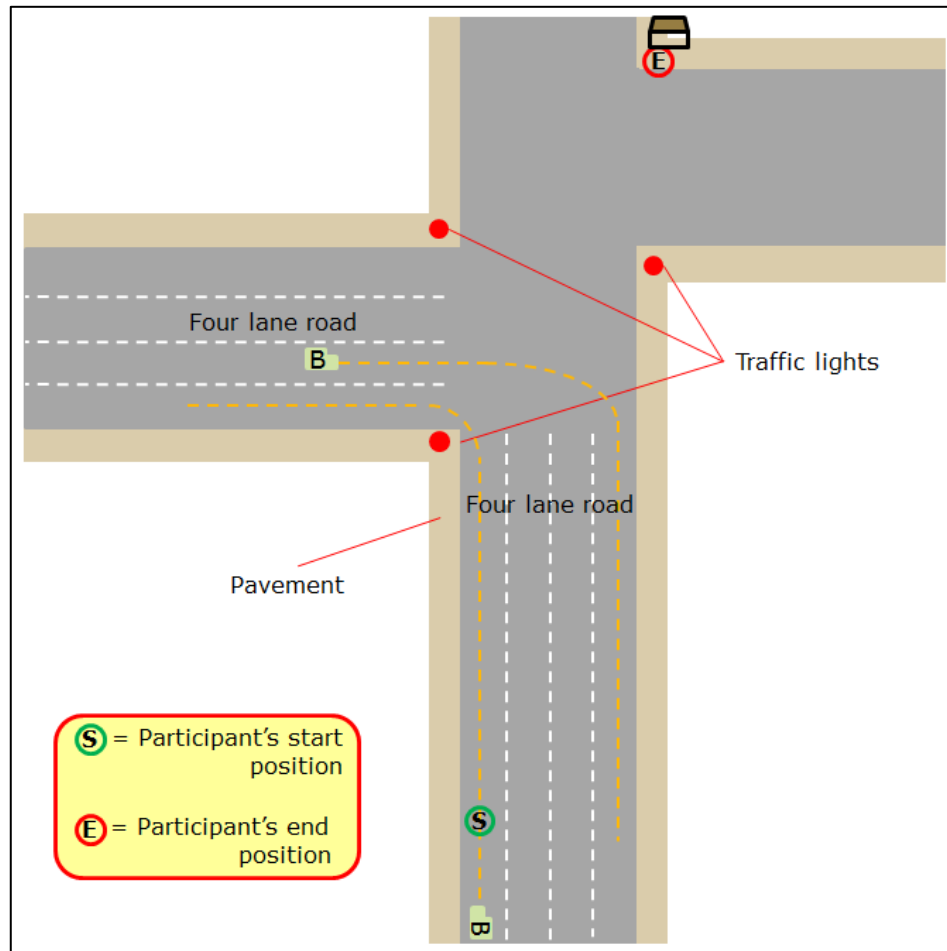 E
Four lane road
B
Traffic lights
Four lane road
Pavement
S = Participant's start
position
E = Participant's end
position
S
B